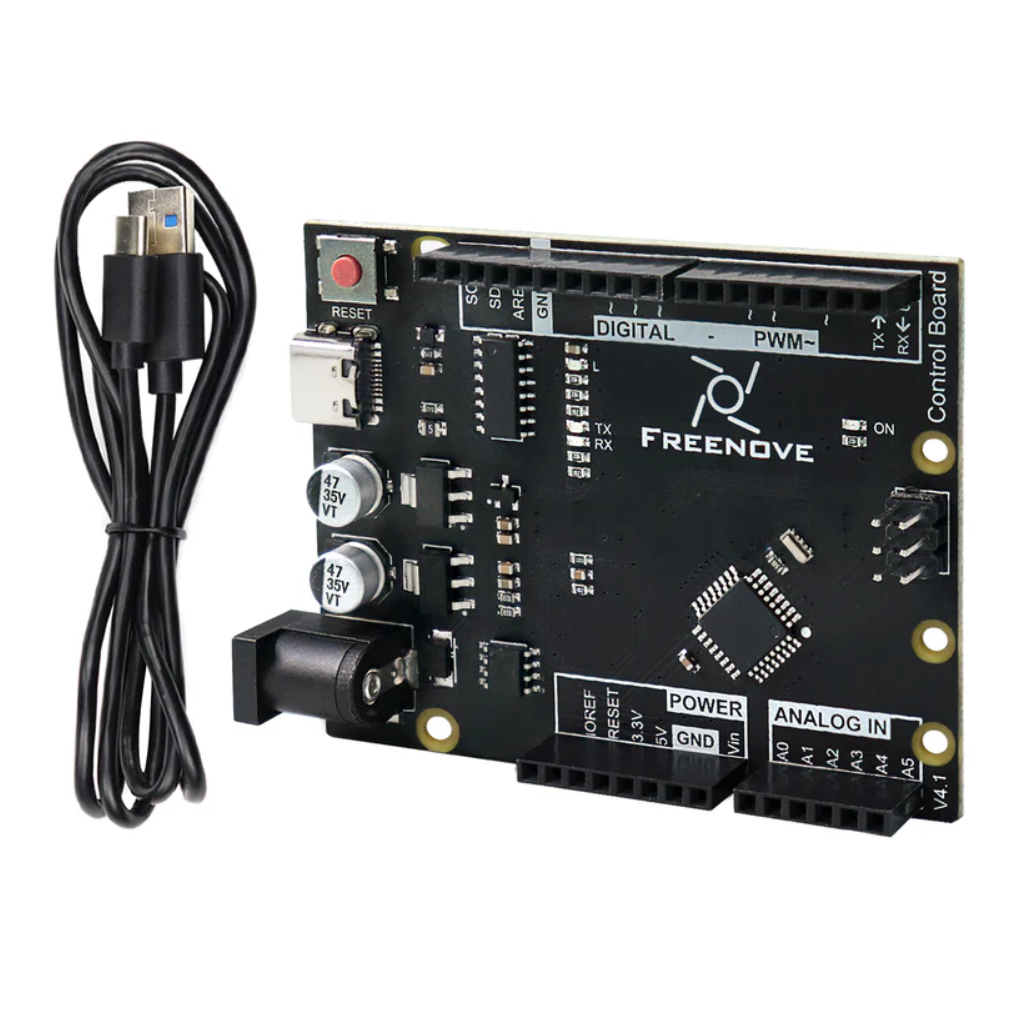 RESET
SC
SD
ARE
GND
~
~
~
~
~
~
DIGITAL - PWM~
TX→
RX←
Control Board
L
TX
RX
FREENOVE
ON
47
35V
VT
47
35V
VT
IOREF
RESET
3.3V
5V
POWER
GND
Vin
ANALOG IN
A0
A1
A2
A3
A4
A5
V4.1